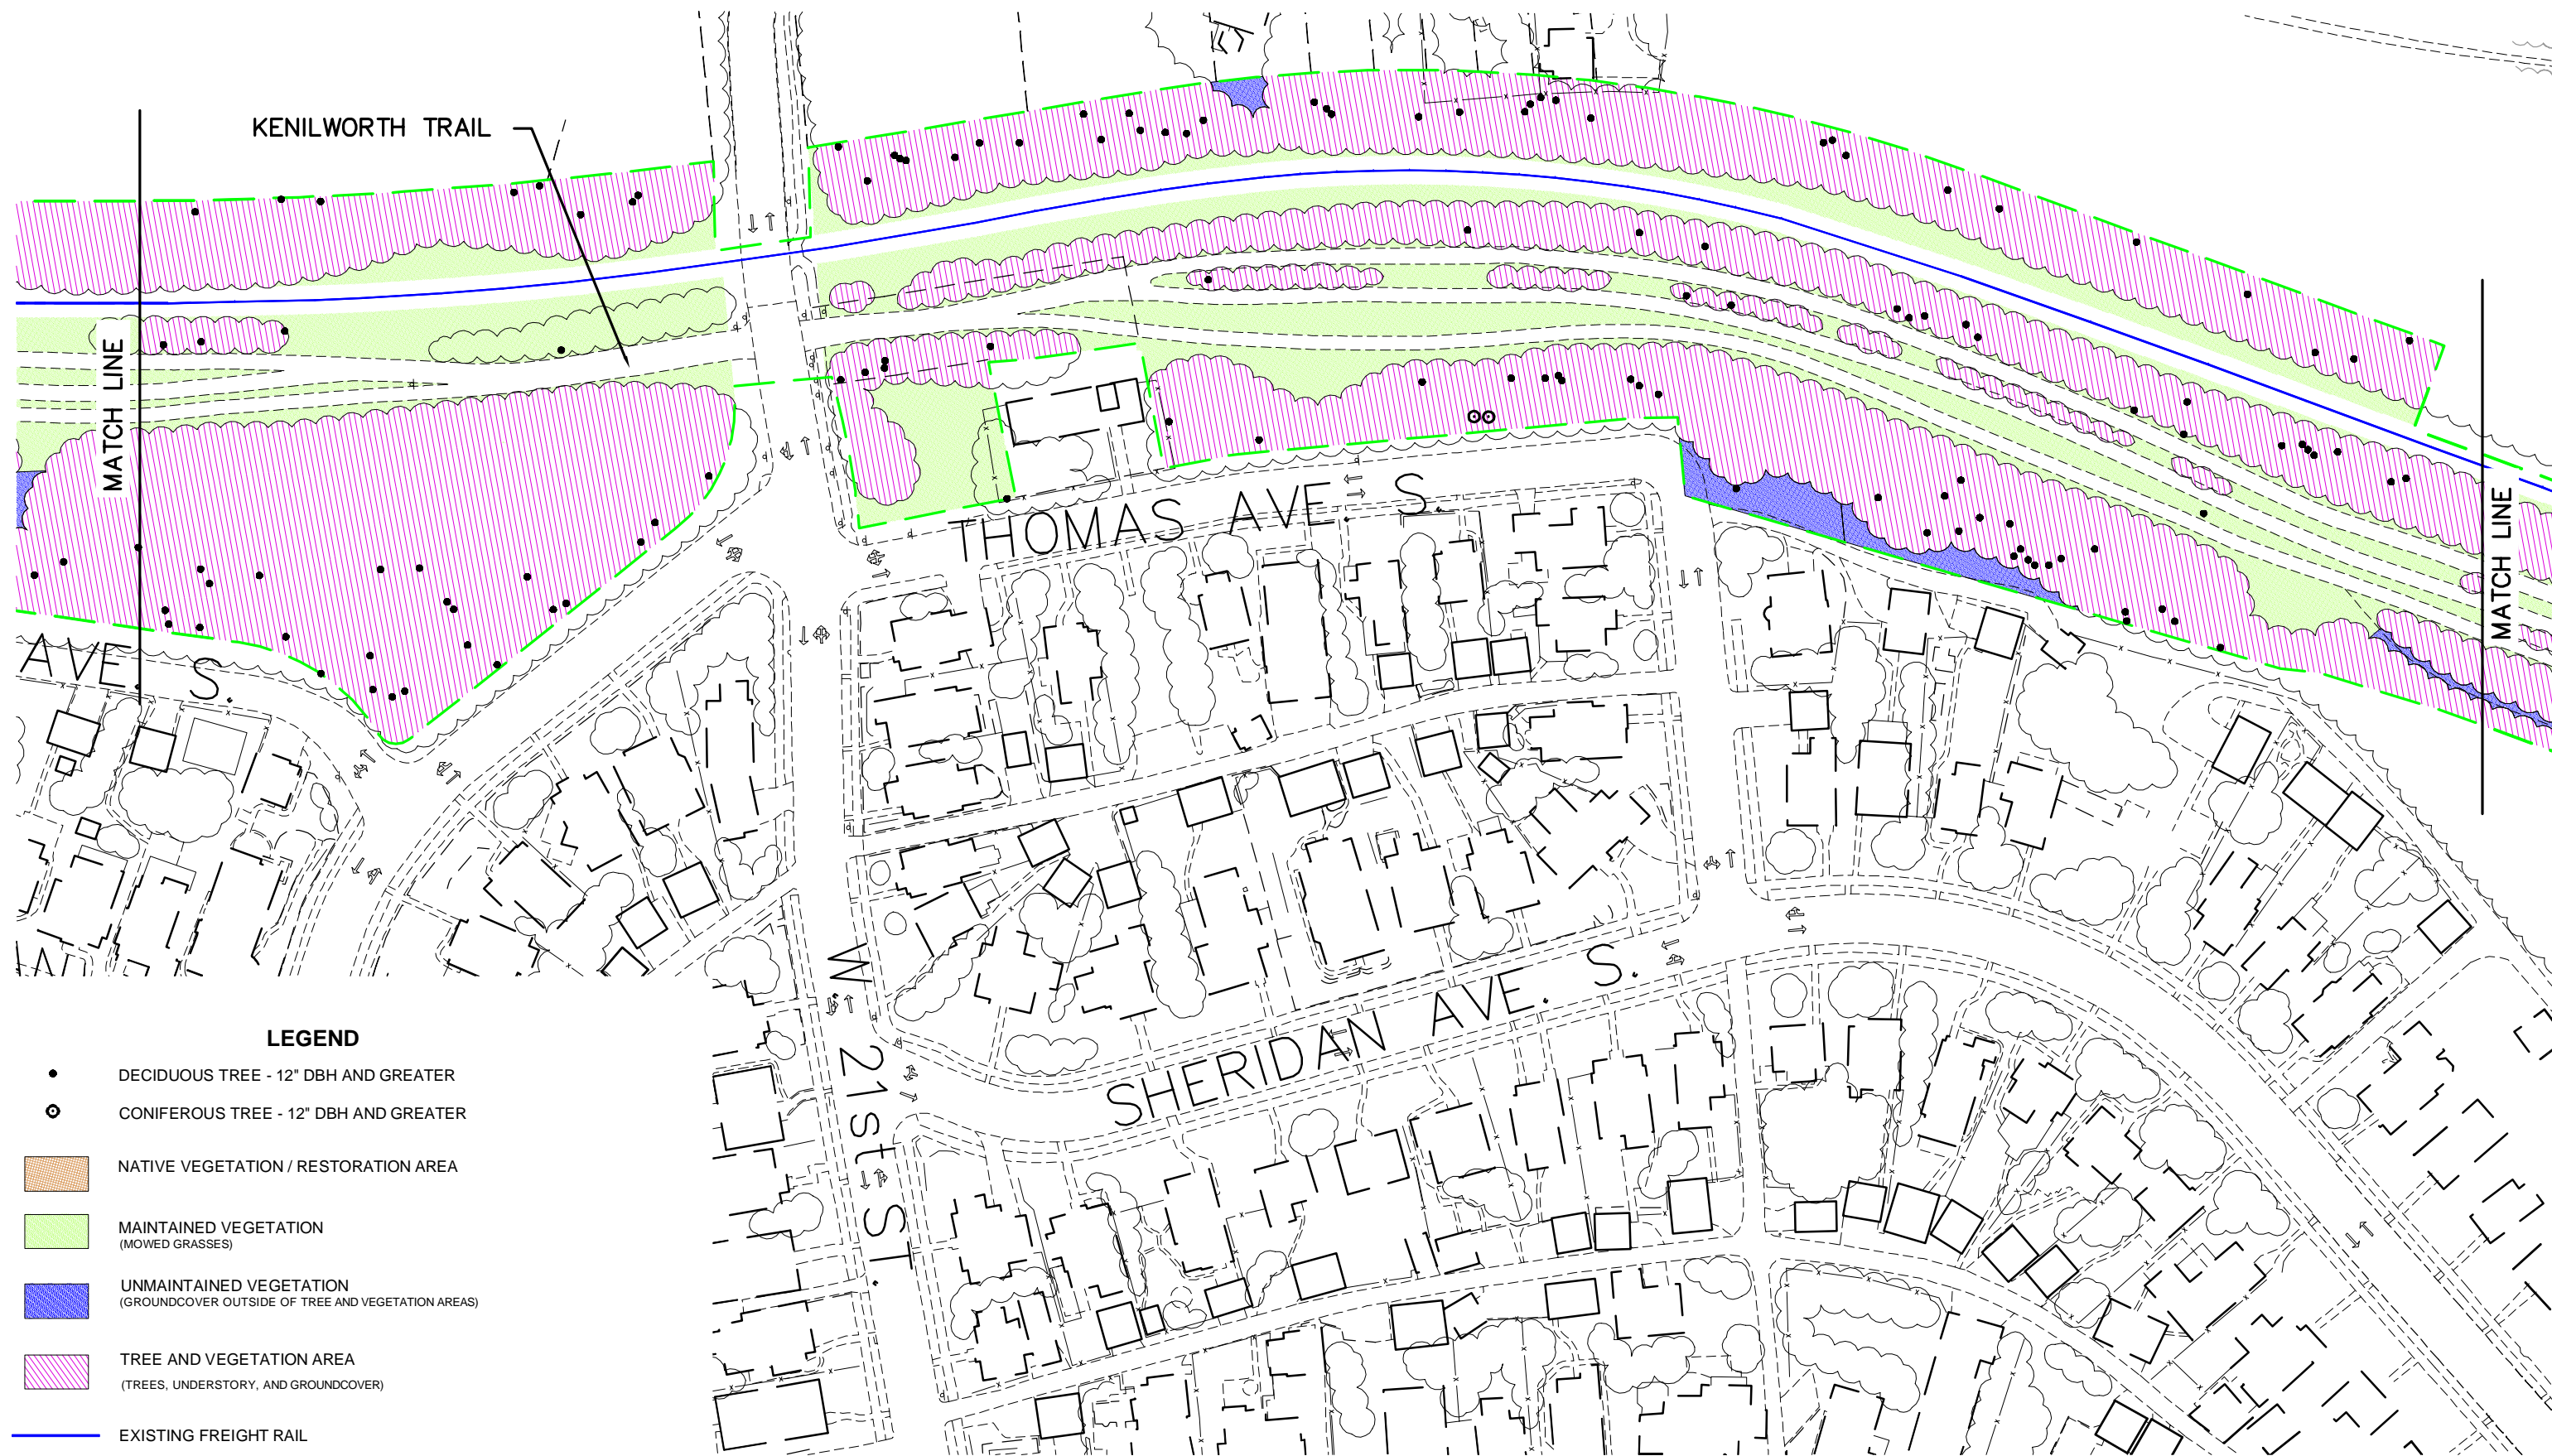 KENILWORTH TRAIL
MATCH LINE
MATCH LINE
THOMAS AVE. S.
AVE. S.
W. 21St ST.
SHERIDAN AVE. S.
LEGEND
DECIDUOUS TREE - 12" DBH AND GREATER
CONIFEROUS TREE - 12" DBH AND GREATER
NATIVE VEGETATION / RESTORATION AREA
MAINTAINED VEGETATION
(MOWED GRASSES)
UNMAINTAINED VEGETATION
(GROUNDCOVER OUTSIDE OF TREE AND VEGETATION AREAS)
TREE AND VEGETATION AREA
(TREES, UNDERSTORY, AND GROUNDCOVER)
EXISTING FREIGHT RAIL